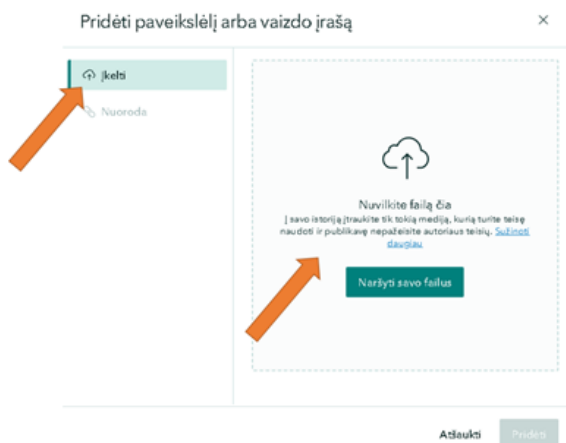 Pridėti paveikslėlį arba vaizdo įrašą
Įkelti
Nuoroda
Nuvilkite failą čia
Į savo istoriją įtraukite tik tokią mediją, kurią turite teisę
naudoti ir publikavę nepažeisite autoriaus teisių. Sužinoti
daugiau
Naršyti savo failus
Atšaukti
Pridėti